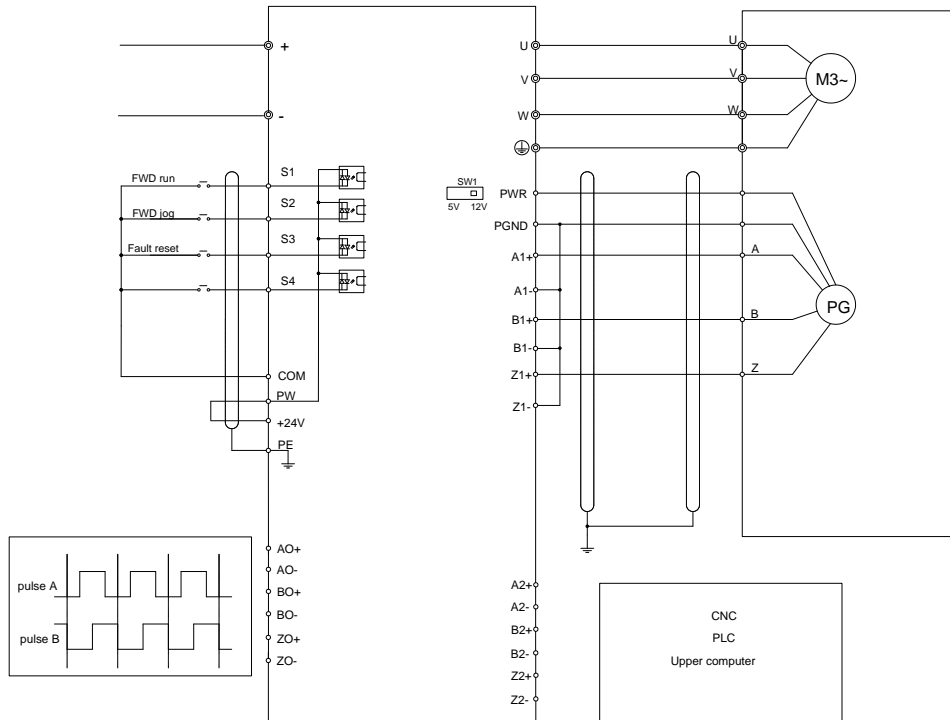 +
-
FWD run
FWD jog
Fault reset
S1
S2
S3
S4
COM
PW
+24V
PE
U
V
W
SW1
5V 12V
PWR
PGND
A1+
A1-
B1+
B1-
Z1+
Z1-
U
V
W
M3~
A
B
Z
PG
pulse A
pulse B
AO+
AO-
BO+
BO-
ZO+
ZO-
A2+
A2-
B2+
B2-
Z2+
Z2-
CNC
PLC
Upper computer